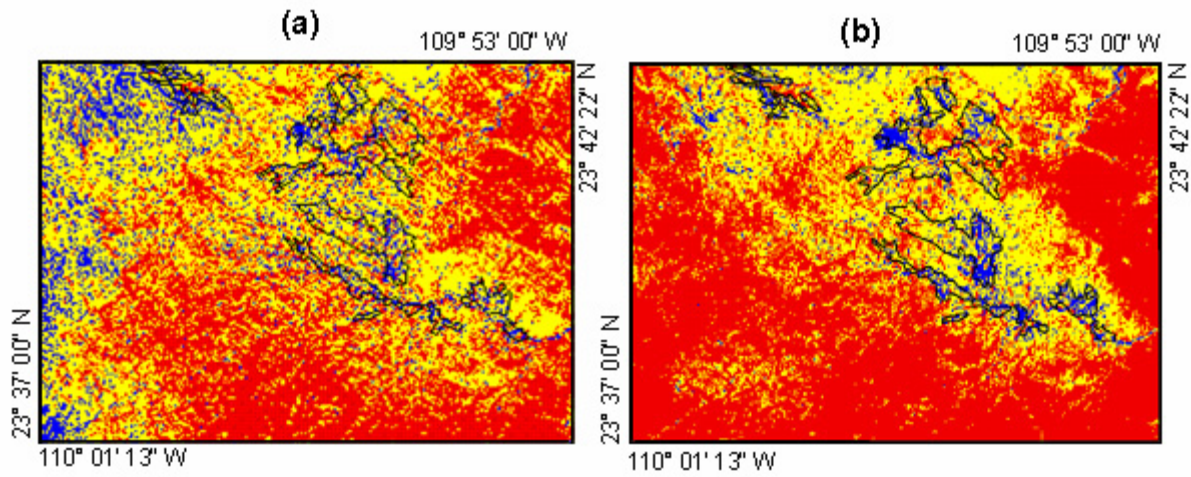 (a)
109° 53' 00" W
23° 42' 22" N
23° 37' 00" N
110° 01' 13" W
(b)
109° 53' 00" W
23° 42' 22" N
23° 37' 00" N
110° 01' 13" W